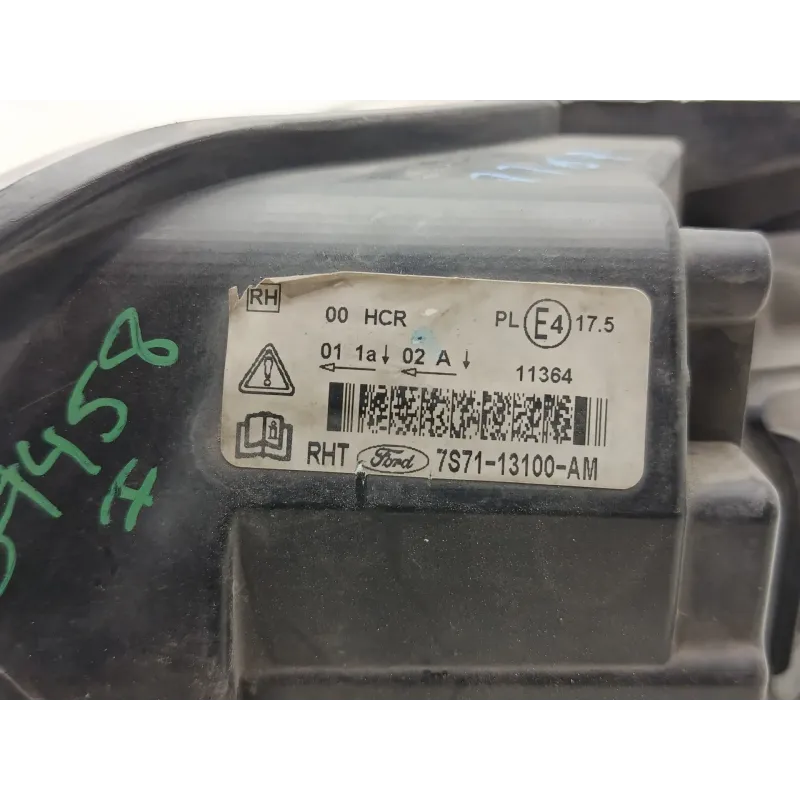 RH
00 HCR
PL E4 17.5
01 1a↓ 02 A ↓
11364
RHT Ford 7S71-13100-AM